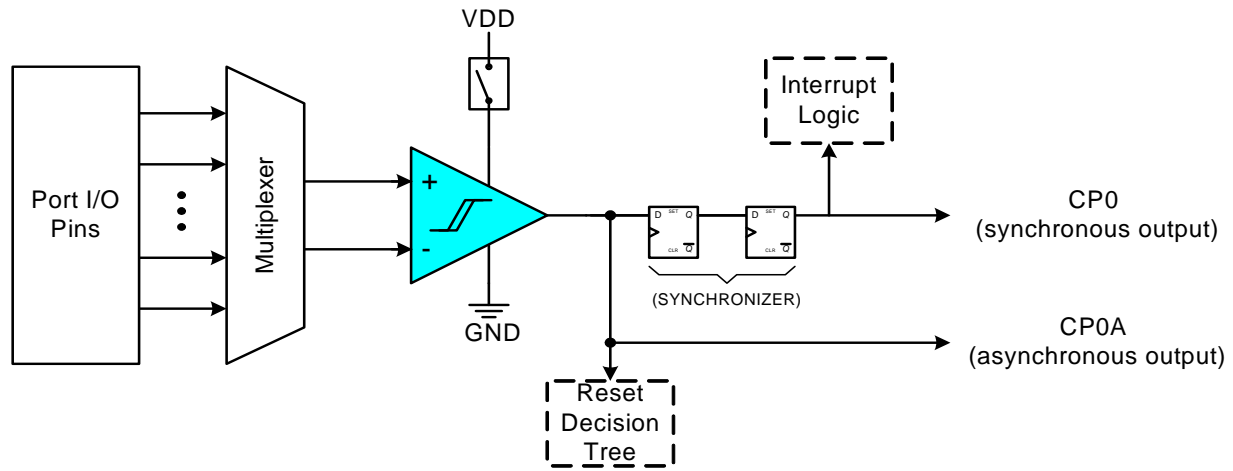 VDD
Interrupt
Logic
Port I/O
Pins
Multiplexer
+
-
D SET Q
CLR Q
D SET Q
CLR Q
CP0
(synchronous output)
(SYNCHRONIZER)
GND
CP0A
(asynchronous output)
Reset
Decision
Tree